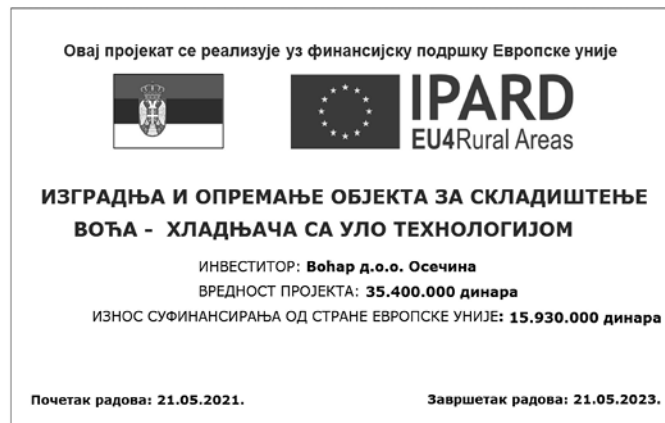 Овај пројекат се реализује уз финансијску подршку Европске уније
IPARD
EU4Rural Areas
ИЗГРАДЊА И ОПРЕМАЊЕ ОБЈЕКТА ЗА СКЛАДИШТЕЊЕ
ВОЋА - ХЛАДЊАЧА СА УЛО ТЕХНОЛОГИЈОМ
ИНВЕСТИТОР: Воћар д.о.о. Осечина
ВРЕДНОСТ ПРОЈЕКТА: 35.400.000 динара
ИЗНОС СУФИНАНСИРАЊА ОД СТРАНЕ ЕВРОПСКЕ УНИЈЕ: 15.930.000 динара
Почетак радова: 21.05.2021. Завршетак радова: 21.05.2023.